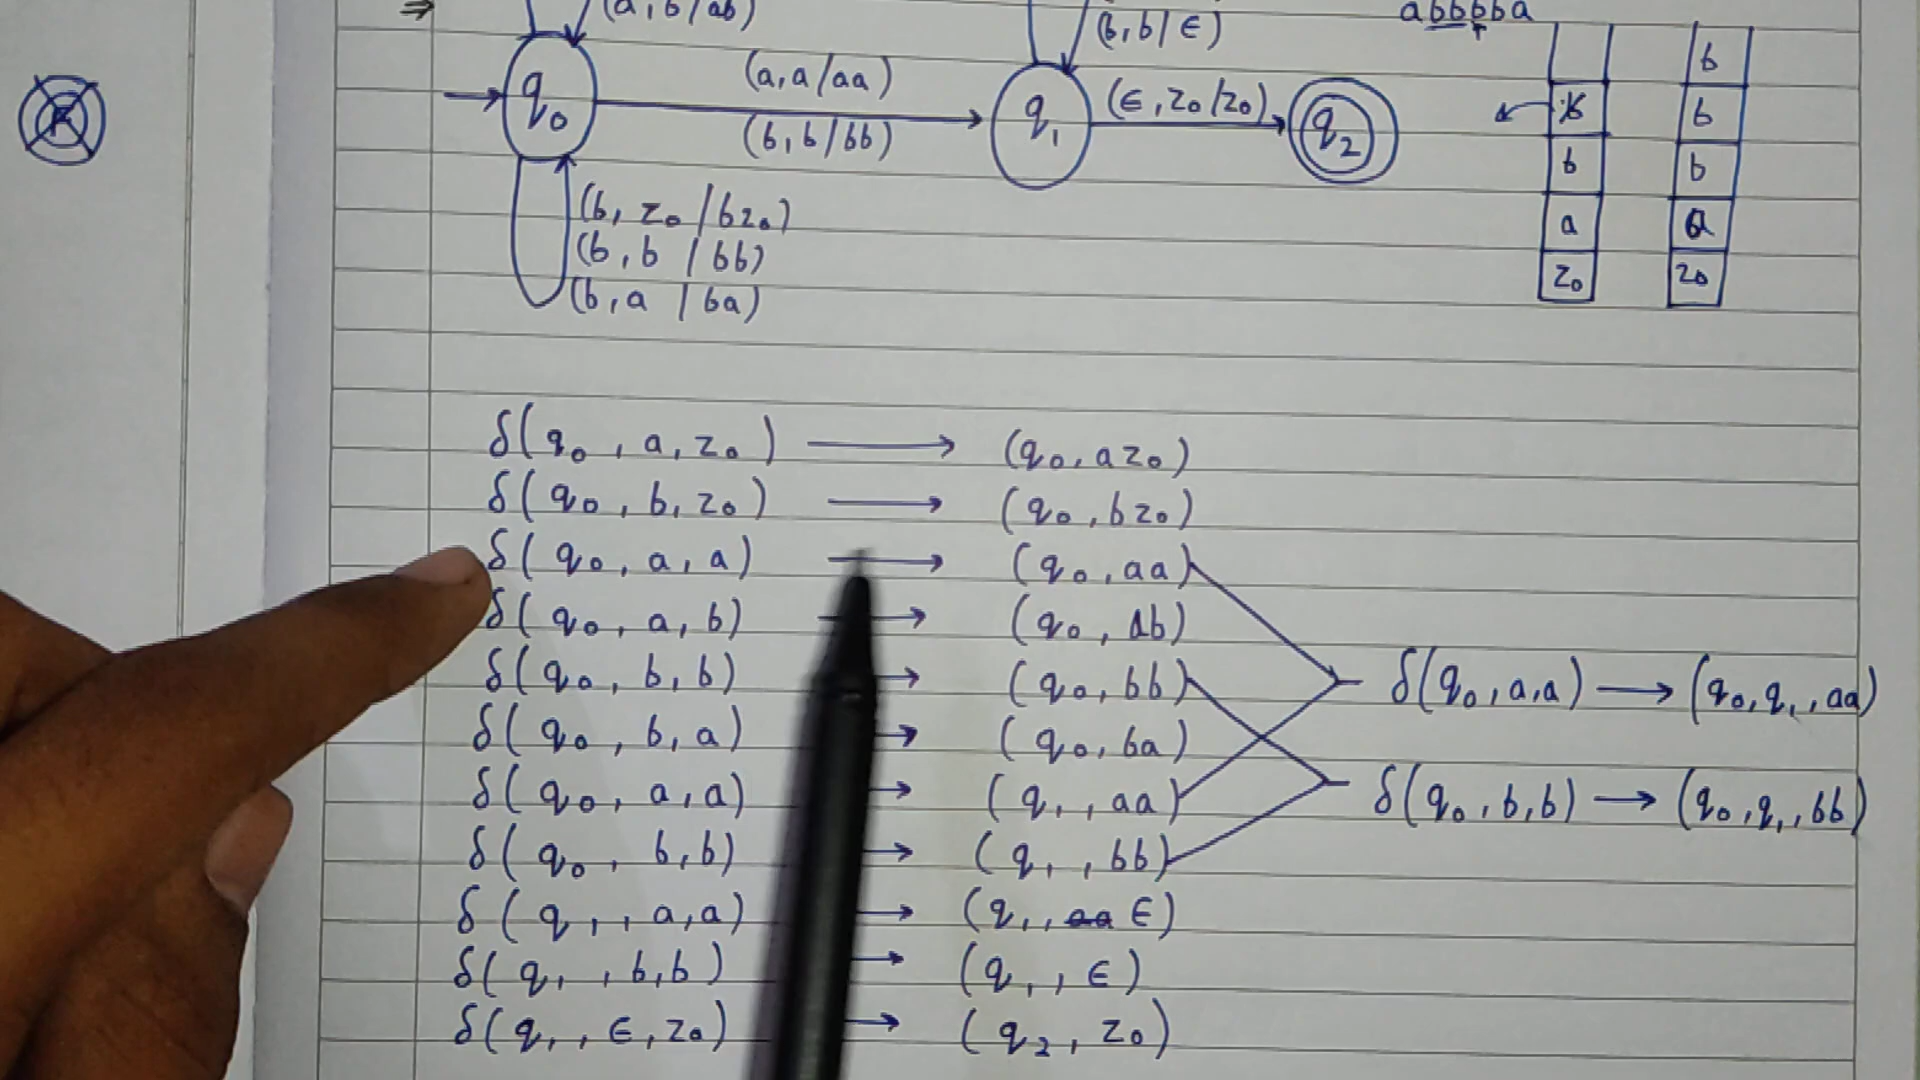 (a, b/ab)
(b, b/ε)
abbbba
q0
(a, a/aa)
(b, b/bb)
q1
(ε, z0/z0)
q2
(b, z0/bz0)
(b, b/bb)
(b, a/ba)
b
b
a
z0
b
b
b
a
z0
δ(q0, a, z0) → (q0, az0)
δ(q0, b, z0) → (q0, bz0)
δ(q0, a, a) → (q0, aa)
δ(q0, a, b) → (q0, ab)
δ(q0, b, b) → (q0, bb)
δ(q0, b, a) → (q0, ba)
δ(q0, a, a) → (q1, aa)
δ(q0, b, b) → (q1, bb)
δ(q1, a, a) → (q1, aa ε)
δ(q1, b, b) → (q1, ε)
δ(q1, ε, z0) → (q2, z0)
δ(q0, a, a) → (q0, q1, aa)
δ(q0, b, b) → (q0, q1, bb)